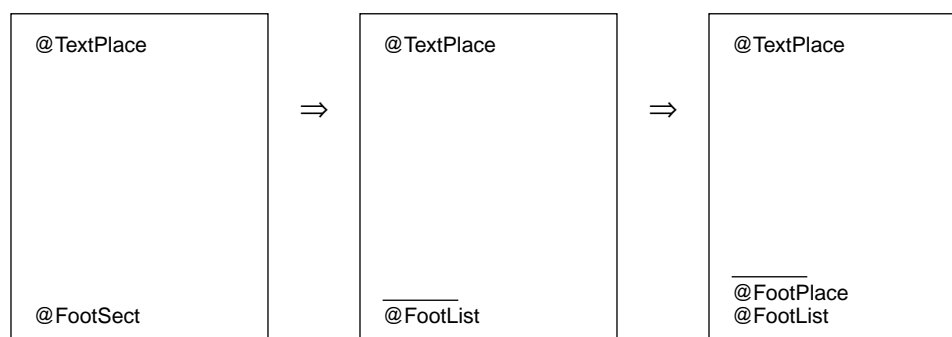 @TextPlace
@FootSect
⇒
@TextPlace
@FootList
⇒
@TextPlace
@FootPlace
@FootList